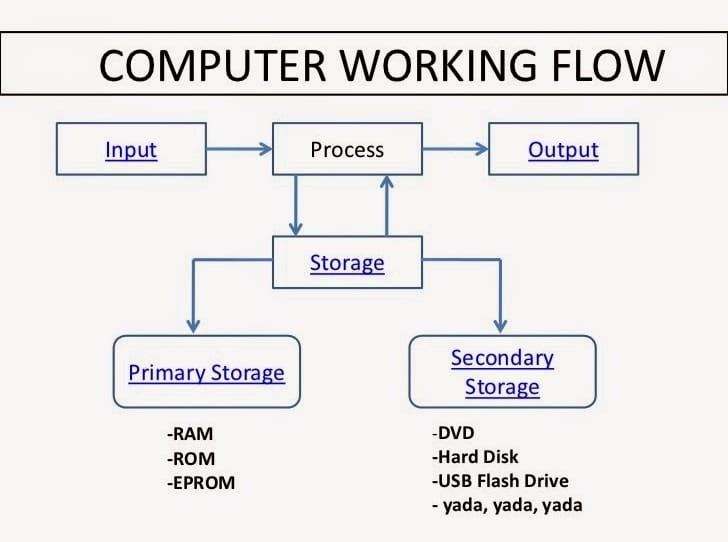 COMPUTER WORKING FLOW
Input
Process
Output
Storage
Primary Storage
-RAM
-ROM
-EPROM
Secondary
Storage
-DVD
-Hard Disk
-USB Flash Drive
- yada, yada, yada